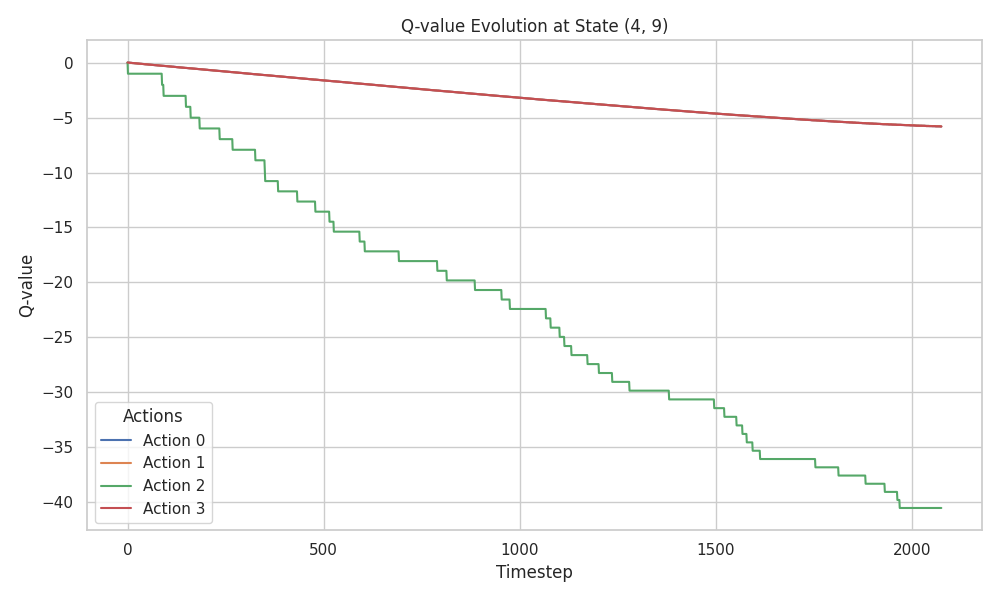 Q-value Evolution at State (4, 9)
Q-value
0
−5
−10
−15
−20
−25
−30
−35
−40
Actions
Action 0
Action 1
Action 2
Action 3
0 500 1000 1500 2000
Timestep